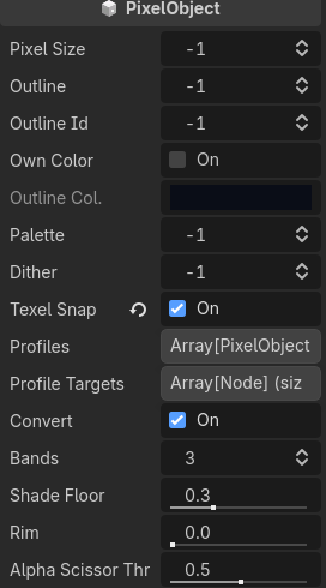 PixelObject
Pixel Size -1
Outline -1
Outline Id -1
Own Color On
Outline Col.
Palette -1
Dither -1
Texel Snap On
Profiles Array[PixelObject
Profile Targets Array[Node] (siz
Convert On
Bands 3
Shade Floor 0.3
Rim 0.0
Alpha Scissor Thr 0.5